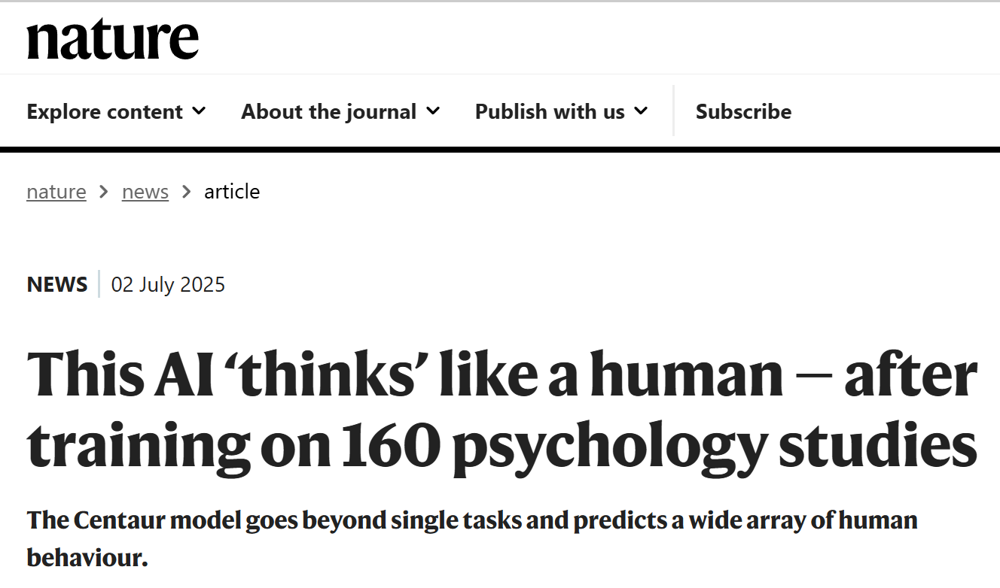 nature
Explore content About the journal Publish with us Subscribe
nature > news > article
NEWS 02 July 2025
This AI ‘thinks’ like a human — after
training on 160 psychology studies
The Centaur model goes beyond single tasks and predicts a wide array of human
behaviour.